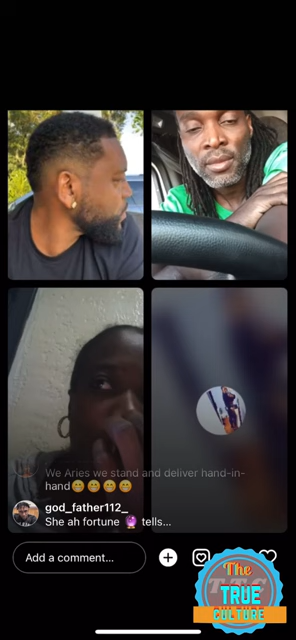 We Aries we stand and deliver hand-in-
hand😁😁😁😁
god_father112_
She ah fortune 🔮 tells...
Add a comment...
The
T.T.C
TRUE
CULTURE